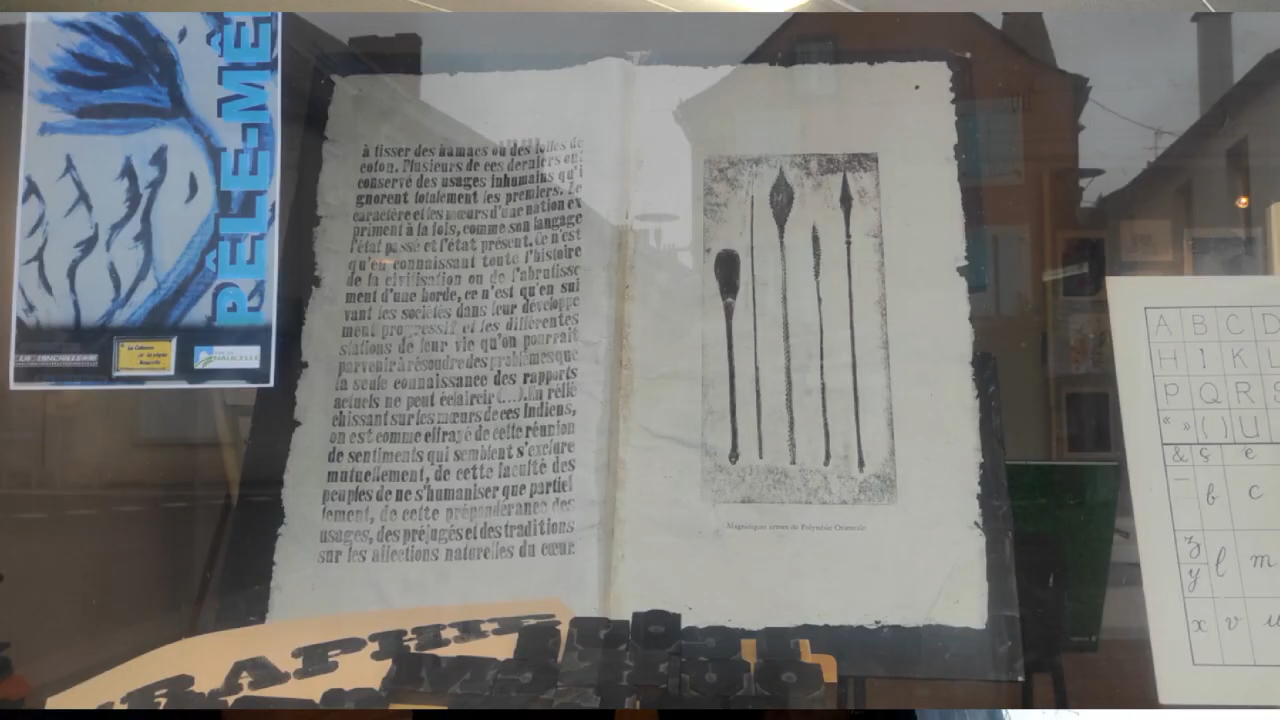 PÊLE-MÊ
à tisser des hamacs ou des toiles de
coton. Plusieurs de ces derniers ont
conservé des usages inhumains qu'i
gnorent totalement les premiers. Le
caractère et les mœurs d'une nation ex
priment à la fois, comme son langage
l'état passé et l'état présent. Ce n'est
qu'en connaissant toute l'histoire
de la civilisation ou de l'abrutisse
ment d'une horde, ce n'est qu'en sui
vant les sociétés dans leur développe
ment progressif et les différentes
stations de leur vie qu'on pourrait
parvenir à résoudre des problèmes que
la seule connaissance des rapports
actuels ne peut éclaircir (...). En réflé
chissant sur les mœurs de ces Indiens,
on est comme effrayé de cette réunion
de sentiments qui semblent s'exclure
mutuellement, de cette faculté des
peuples de ne s'humaniser que partiel
lement, de cette prépondérance des
usages, des préjugés et des traditions
sur les affections naturelles du cœur
Magnifiques armes de Polynésie Orientale
NAUCELLE
RAPHIE
A B C D
H I K L
P Q R S
« » ( ) U
& ç e
b c
z y l m
x v u